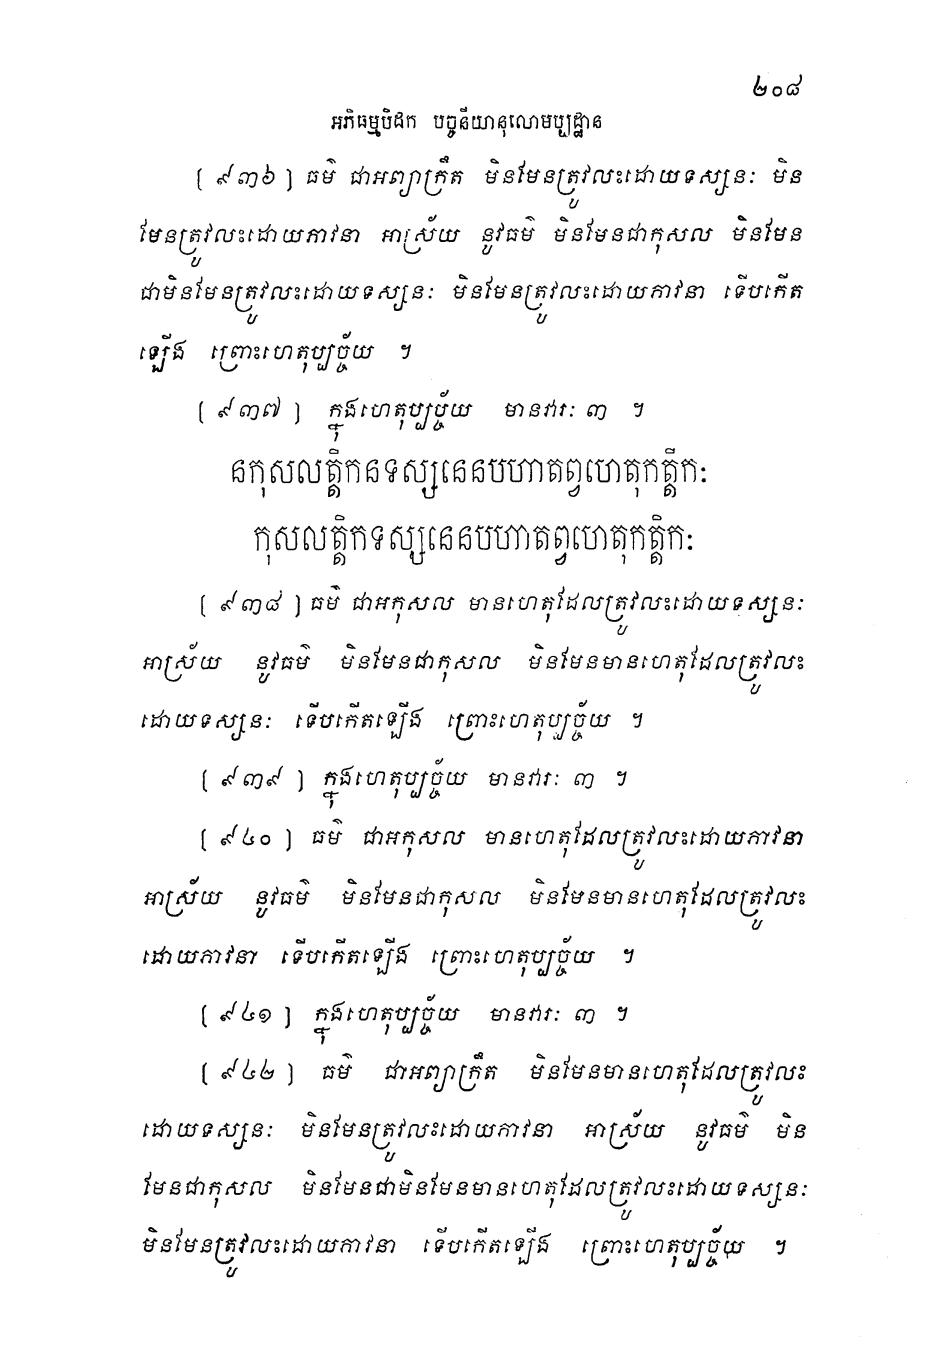 ២០៨
អភិធម្មបិដក បច្ចនីយានុលោមប្បដ្ឋាន
[ ៩៣៦ ] ធម៌ ជាអព្យាក្រឹត មិនមែនត្រូវលះដោយទស្សនៈ មិន
មែនត្រូវលះដោយភាវនា អាស្រ័យ នូវធម៌ មិនមែនជាកុសល មិនមែន
ជាមិនមែនត្រូវលះដោយទស្សនៈ មិនមែនត្រូវលះដោយភាវនា ទើបកើត
ឡើង ព្រោះហេតុប្បច្ច័យ ។
[ ៩៣៧ ] ក្នុងហេតុប្បច្ច័យ មានវារៈ ៣ ។
នកុសលត្តិកនទស្សនេនបហាតព្វហេតុកត្តិកៈ
កុសលត្តិកទស្សនេនបហាតព្វហេតុកត្តិកៈ
[ ៩៣៨ ] ធម៌ ជាអកុសល មានហេតុដែលត្រូវលះដោយទស្សនៈ
អាស្រ័យ នូវធម៌ មិនមែនជាកុសល មិនមែនមានហេតុដែលត្រូវលះ
ដោយទស្សនៈ ទើបកើតឡើង ព្រោះហេតុប្បច្ច័យ ។
[ ៩៣៩ ] ក្នុងហេតុប្បច្ច័យ មានវារៈ ៣ ។
[ ៩៤០ ] ធម៌ ជាអកុសល មានហេតុដែលត្រូវលះដោយភាវនា
អាស្រ័យ នូវធម៌ មិនមែនជាកុសល មិនមែនមានហេតុដែលត្រូវលះ
ដោយភាវនា ទើបកើតឡើង ព្រោះហេតុប្បច្ច័យ ។
[ ៩៤១ ] ក្នុងហេតុប្បច្ច័យ មានវារៈ ៣ ។
[ ៩៤២ ] ធម៌ ជាអព្យាក្រឹត មិនមែនមានហេតុដែលត្រូវលះ
ដោយទស្សនៈ មិនមែនត្រូវលះដោយភាវនា អាស្រ័យ នូវធម៌ មិន
មែនជាកុសល មិនមែនជាមិនមែនមានហេតុដែលត្រូវលះដោយទស្សនៈ
មិនមែនត្រូវលះដោយភាវនា ទើបកើតឡើង ព្រោះហេតុប្បច្ច័យ ។